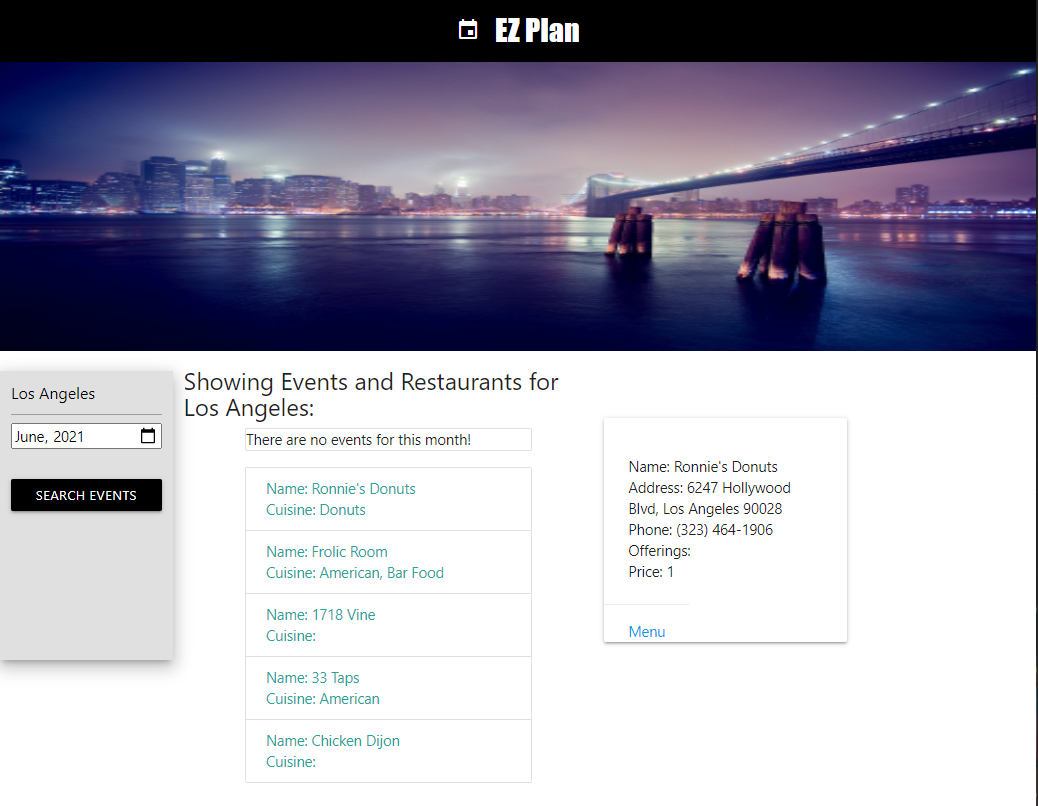 EZ Plan
Los Angeles
June, 2021
SEARCH EVENTS
Showing Events and Restaurants for
Los Angeles:
There are no events for this month!
Name: Ronnie's Donuts
Cuisine: Donuts
Name: Frolic Room
Cuisine: American, Bar Food
Name: 1718 Vine
Cuisine:
Name: 33 Taps
Cuisine: American
Name: Chicken Dijon
Cuisine:
Name: Ronnie's Donuts
Address: 6247 Hollywood
Blvd, Los Angeles 90028
Phone: (323) 464-1906
Offerings:
Price: 1
Menu